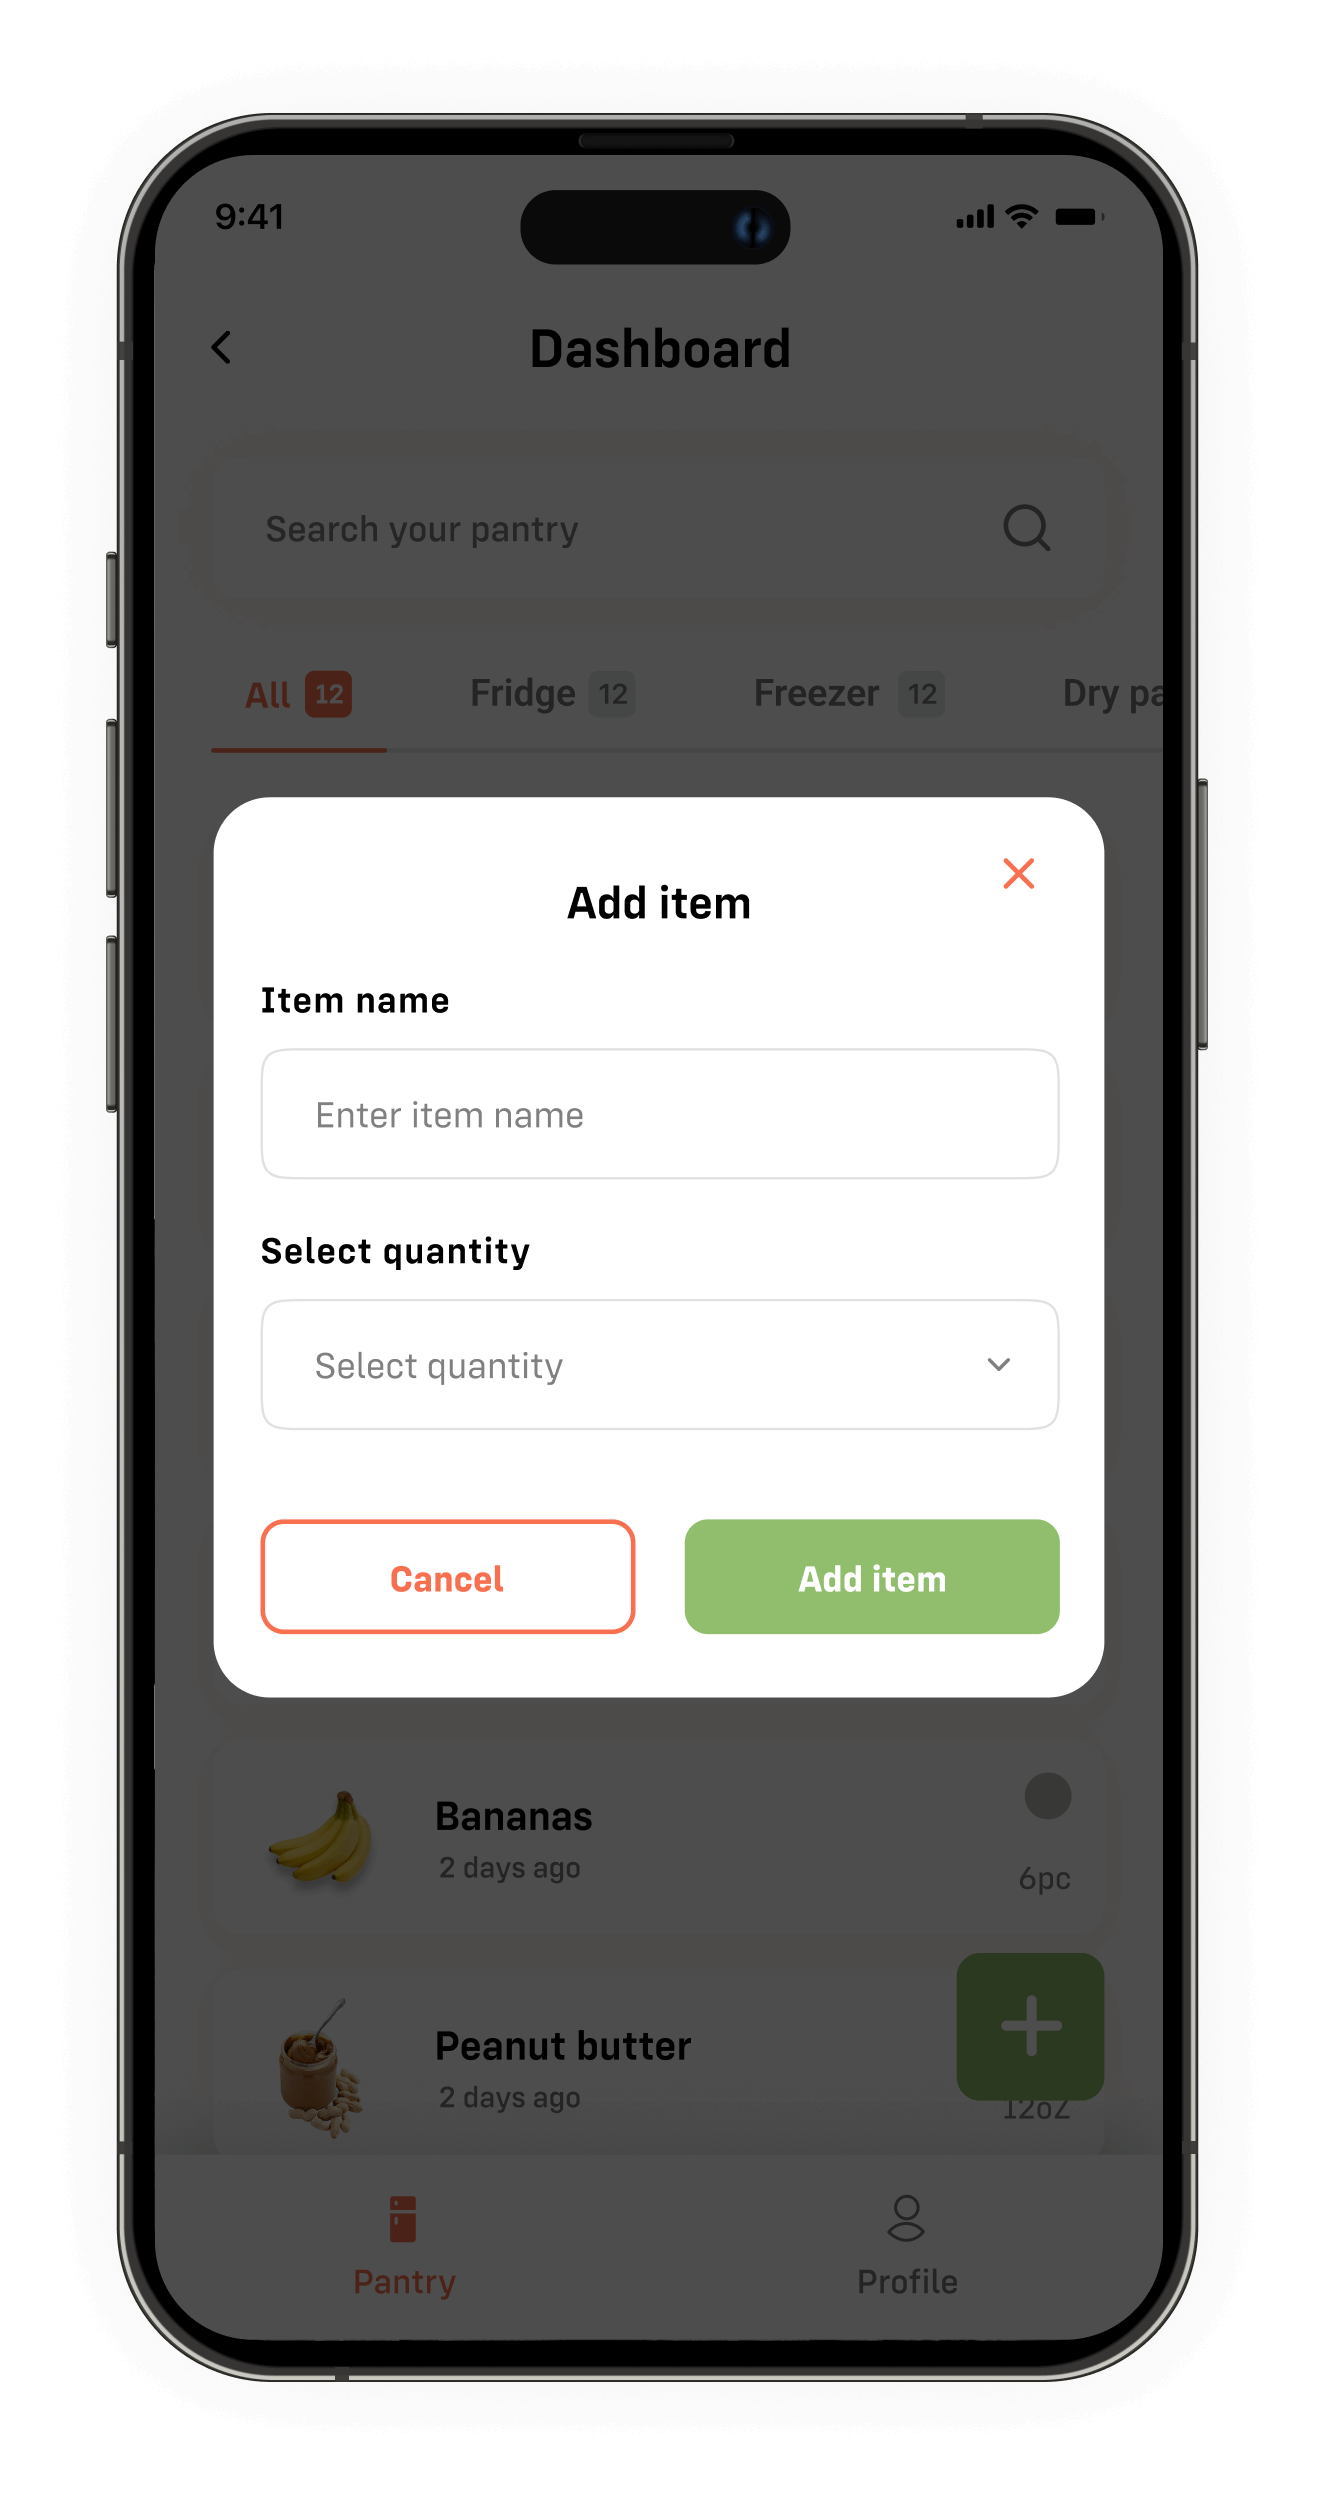 9:41
Dashboard
Search your pantry
All 12 Fridge 12 Freezer 12 Dry pa
Add item
Item name
Enter item name
Select quantity
Select quantity
Cancel Add item
Bananas
2 days ago
6pc
Peanut butter
2 days ago
12oz
Pantry Profile